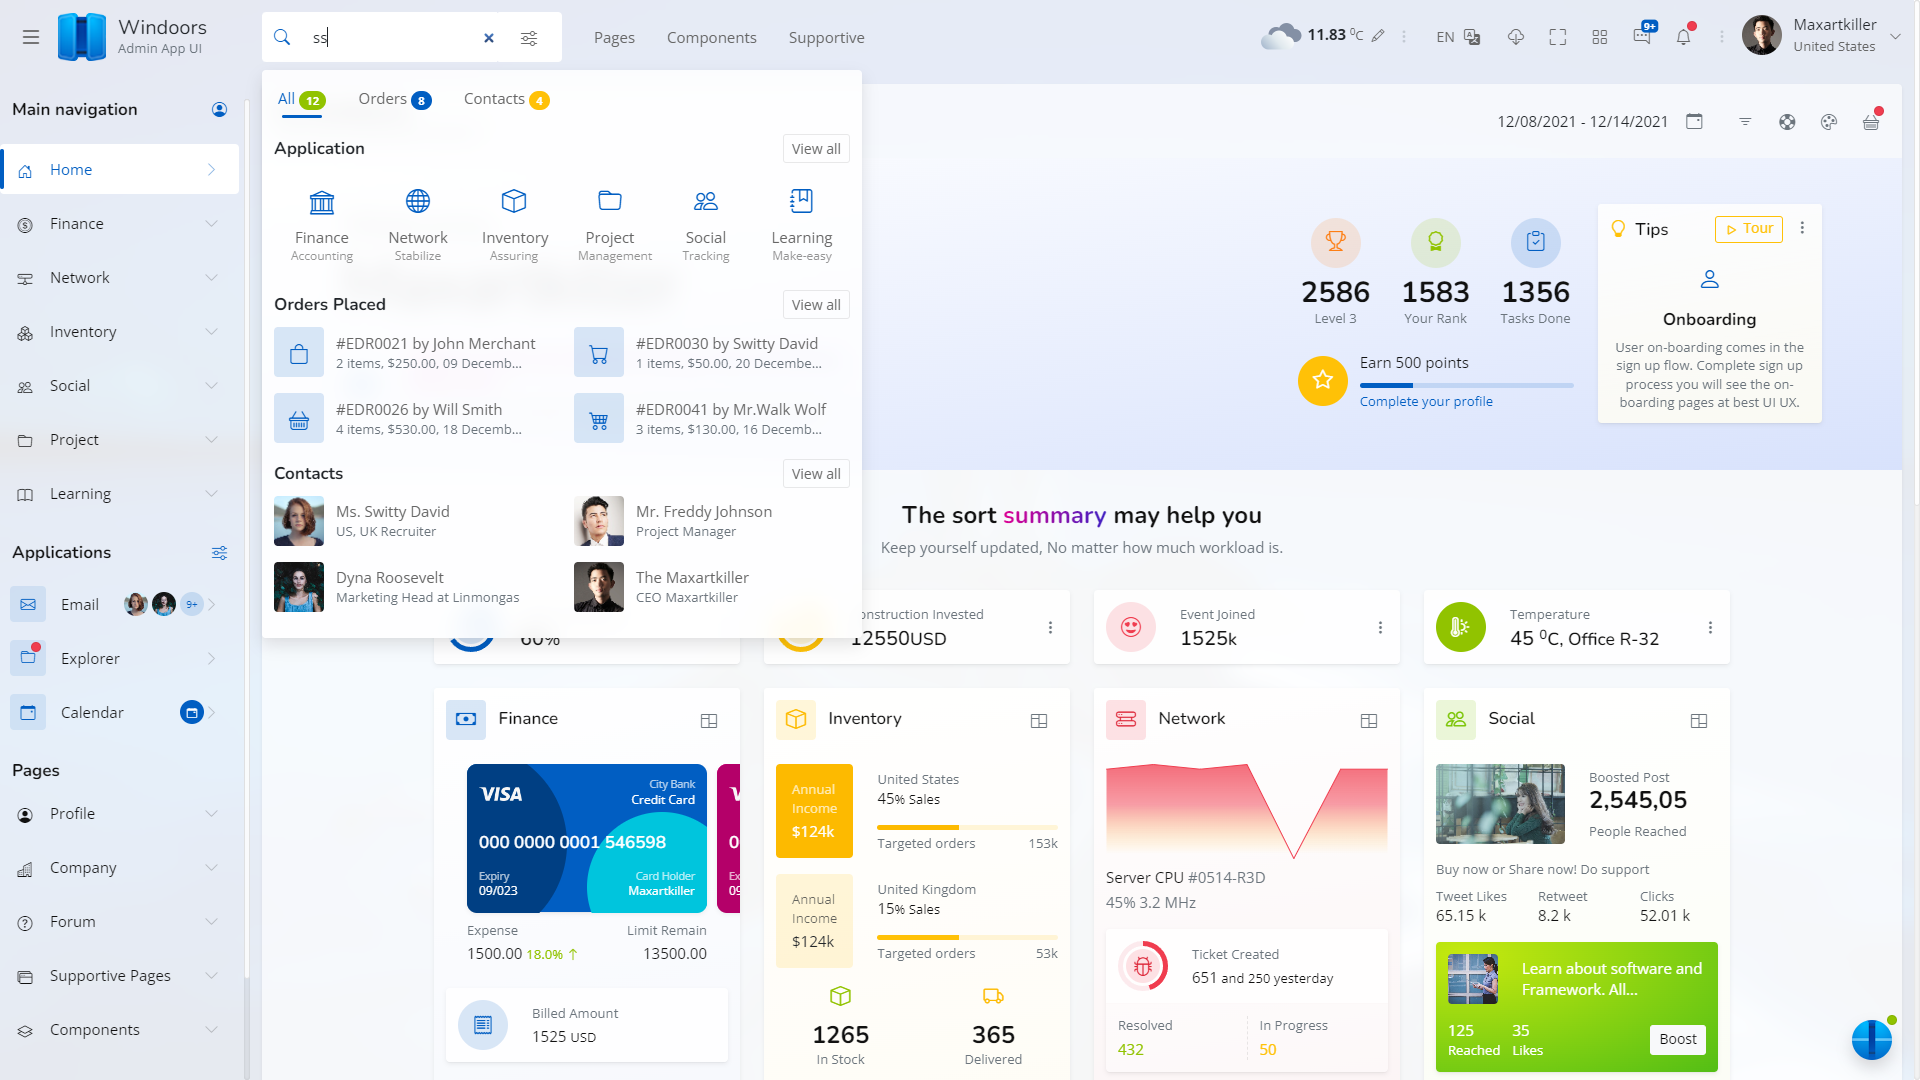 Windoors
Admin App UI
ss
Pages
Components
Supportive
11.83 ⁰C
EN
9+
Maxartkiller
United States
Main navigation
Home
Finance
Network
Inventory
Social
Project
Learning
Applications
Email
9+
Explorer
Calendar
Pages
Profile
Company
Forum
Supportive Pages
Components
All 12
Orders 8
Contacts 4
Application
View all
Finance
Accounting
Network
Stabilize
Inventory
Assuring
Project
Management
Social
Tracking
Learning
Make-easy
Orders Placed
View all
#EDR0021 by John Merchant
2 items, $250.00, 09 Decemb...
#EDR0030 by Switty David
1 items, $50.00, 20 Decembe...
#EDR0026 by Will Smith
4 items, $530.00, 18 Decemb...
#EDR0041 by Mr.Walk Wolf
3 items, $130.00, 16 Decemb...
Contacts
View all
Ms. Switty David
US, UK Recruiter
Mr. Freddy Johnson
Project Manager
Dyna Roosevelt
Marketing Head at Linmongas
The Maxartkiller
CEO Maxartkiller
12/08/2021 - 12/14/2021
2586
Level 3
1583
Your Rank
1356
Tasks Done
Earn 500 points
Complete your profile
Tips
Tour
Onboarding
User on-boarding comes in the
sign up flow. Complete sign up
process you will see the on-
boarding pages at best UI UX.
The sort summary may help you
Keep yourself updated, No matter how much workload is.
60%
onstruction Invested
12550USD
Event Joined
1525k
Temperature
45 ⁰C, Office R-32
Finance
VISA
City Bank
Credit Card
000 0000 0001 546598
Expiry
09/023
Card Holder
Maxartkiller
Expense
1500.00 18.0% ↑
Limit Remain
13500.00
Billed Amount
1525 USD
Inventory
Annual
Income
$124k
United States
45% Sales
Targeted orders 153k
Annual
Income
$124k
United Kingdom
15% Sales
Targeted orders 53k
1265
In Stock
365
Delivered
Network
Server CPU #0514-R3D
45% 3.2 MHz
Ticket Created
651 and 250 yesterday
Resolved
432
In Progress
50
Social
Boosted Post
2,545,05
People Reached
Buy now or Share now! Do support
Tweet Likes
65.15 k
Retweet
8.2 k
Clicks
52.01 k
Learn about software and
Framework. All...
125
Reached
35
Likes
Boost